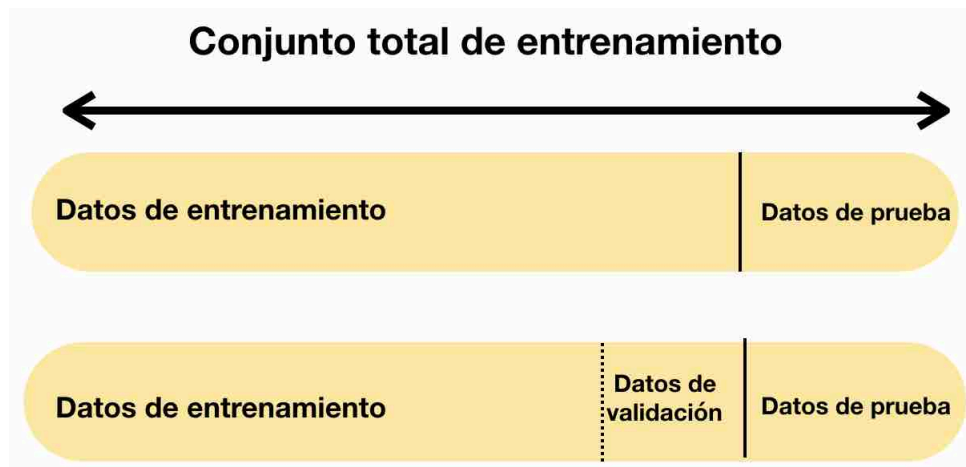 Conjunto total de entrenamiento
Datos de entrenamiento
Datos de prueba
Datos de entrenamiento
Datos de
validación
Datos de prueba